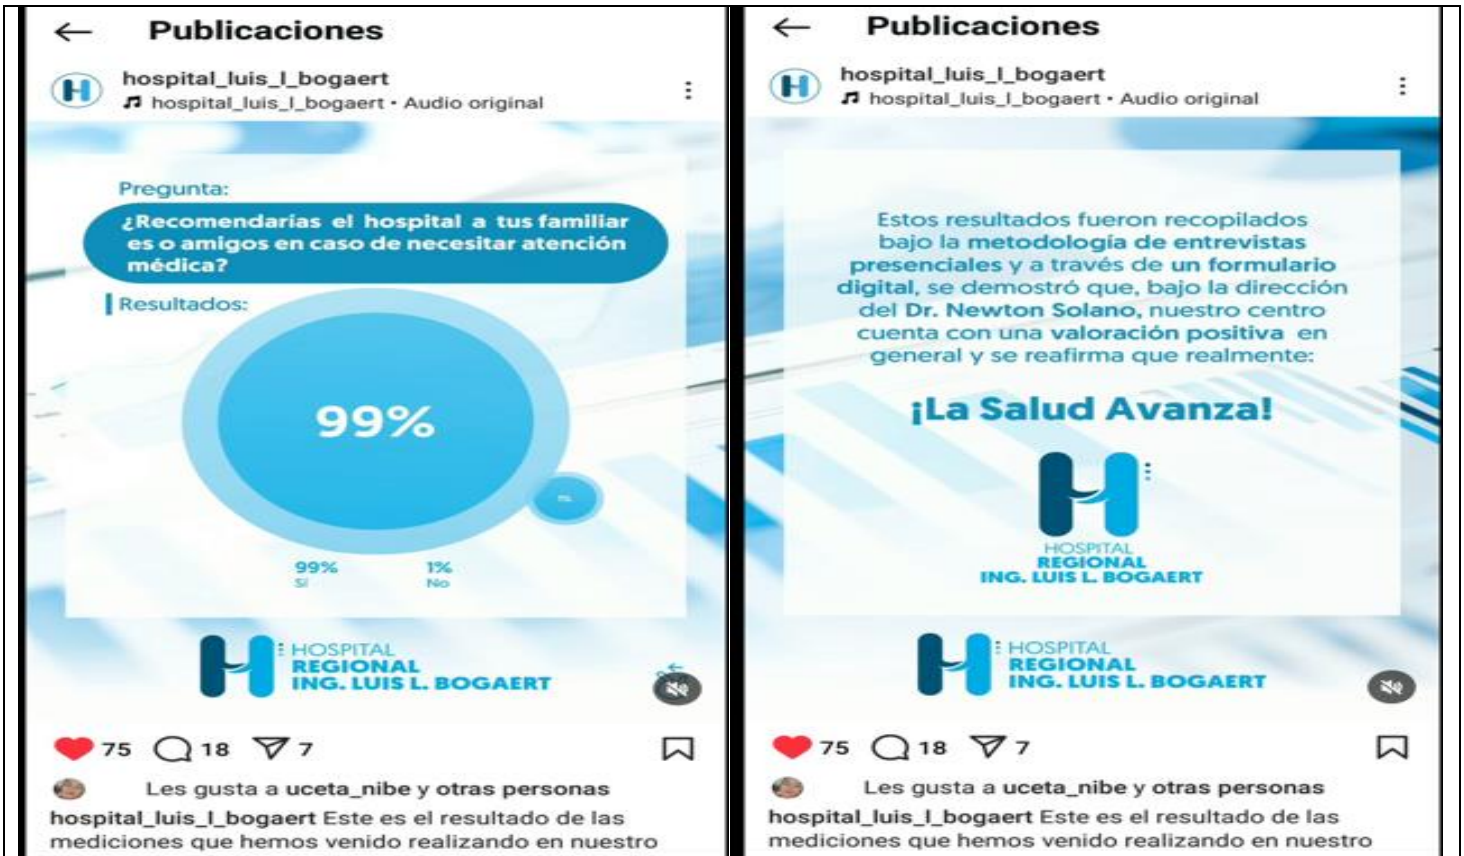 Publicaciones
hospital_luis_l_bogaert
hospital_luis_l_bogaert • Audio original
Pregunta:
¿Recomendarías el hospital a tus familiar
es o amigos en caso de necesitar atención
médica?
Resultados:
99%
1%
99% 1%
Sí No
HOSPITAL
REGIONAL
ING. LUIS L. BOGAERT
75 18 7
Les gusta a uceta_nibe y otras personas
hospital_luis_l_bogaert Este es el resultado de las
mediciones que hemos venido realizando en nuestro
Publicaciones
hospital_luis_l_bogaert
hospital_luis_l_bogaert • Audio original
Estos resultados fueron recopilados
bajo la metodología de entrevistas
presenciales y a través de un formulario
digital, se demostró que, bajo la dirección
del Dr. Newton Solano, nuestro centro
cuenta con una valoración positiva en
general y se reafirma que realmente:
¡La Salud Avanza!
HOSPITAL
REGIONAL
ING. LUIS L. BOGAERT
HOSPITAL
REGIONAL
ING. LUIS L. BOGAERT
75 18 7
Les gusta a uceta_nibe y otras personas
hospital_luis_l_bogaert Este es el resultado de las
mediciones que hemos venido realizando en nuestro